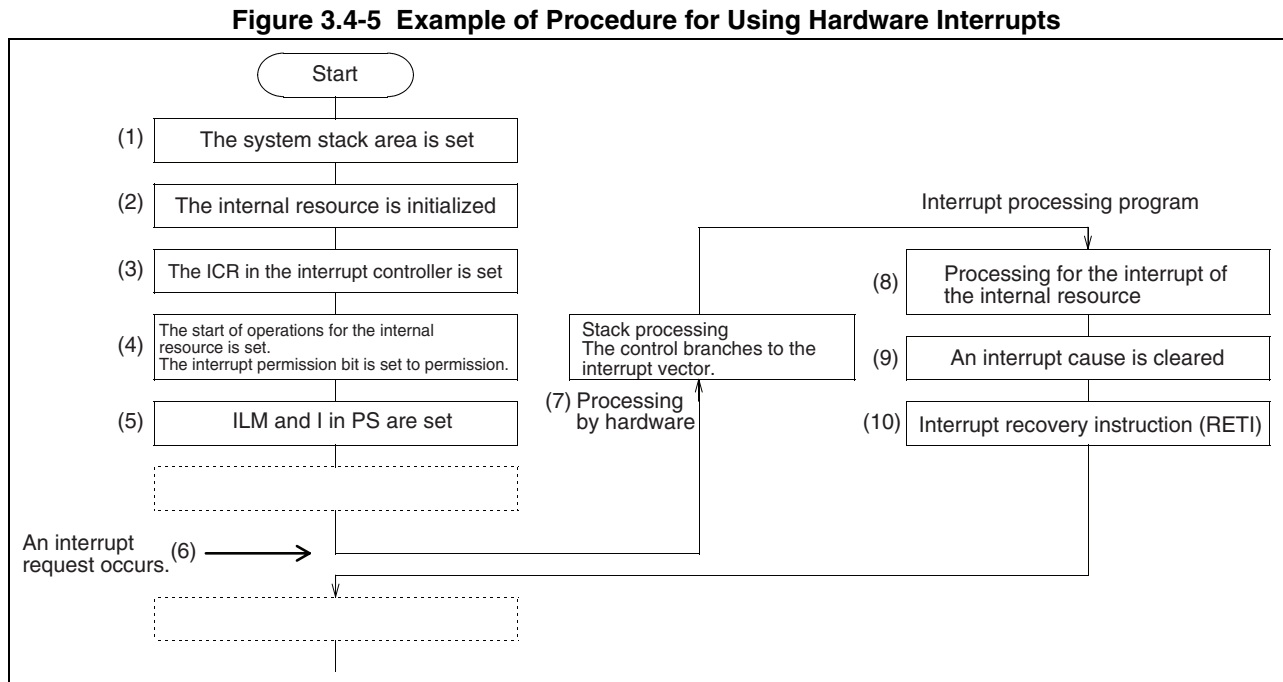 Figure 3.4-5 Example of Procedure for Using Hardware Interrupts
Start
(1)
The system stack area is set
(2)
The internal resource is initialized
(3)
The ICR in the interrupt controller is set
(4)
The start of operations for the internal
resource is set.
The interrupt permission bit is set to permission.
(5)
ILM and I in PS are set
An interrupt
request occurs.
(6)
Stack processing
The control branches to the
interrupt vector.
(7) Processing
by hardware
Interrupt processing program
(8)
Processing for the interrupt of
the internal resource
(9)
An interrupt cause is cleared
(10)
Interrupt recovery instruction (RETI)